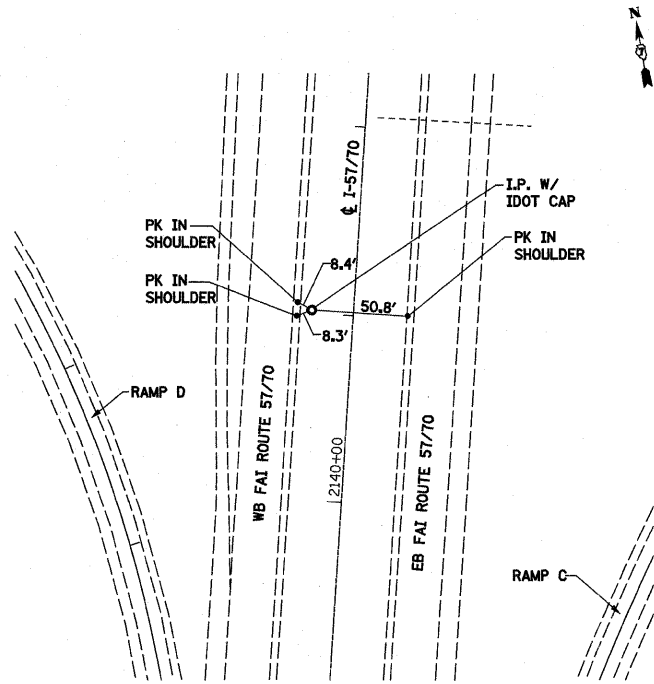 N
℄ I-57/70
I.P. W/
IDOT CAP
PK IN
SHOULDER
PK IN
SHOULDER
8.4'
PK IN
SHOULDER
50.8'
8.3'
RAMP D
WB FAI ROUTE 57/70
2140+00
EB FAI ROUTE 57/70
RAMP C